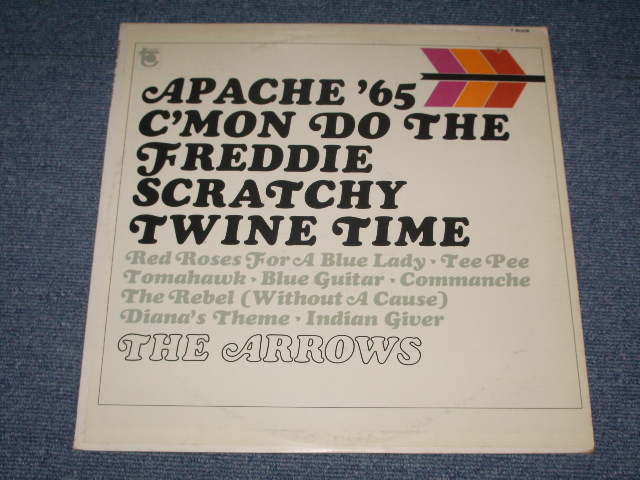 APACHE '65
C'MON DO THE
FREDDIE
SCRATCHY
TWINE TIME
Red Roses For A Blue Lady • Tee Pee
Tomahawk • Blue Guitar • Commanche
The Rebel (Without A Cause)
Diana's Theme • Indian Giver
THE ARROWS